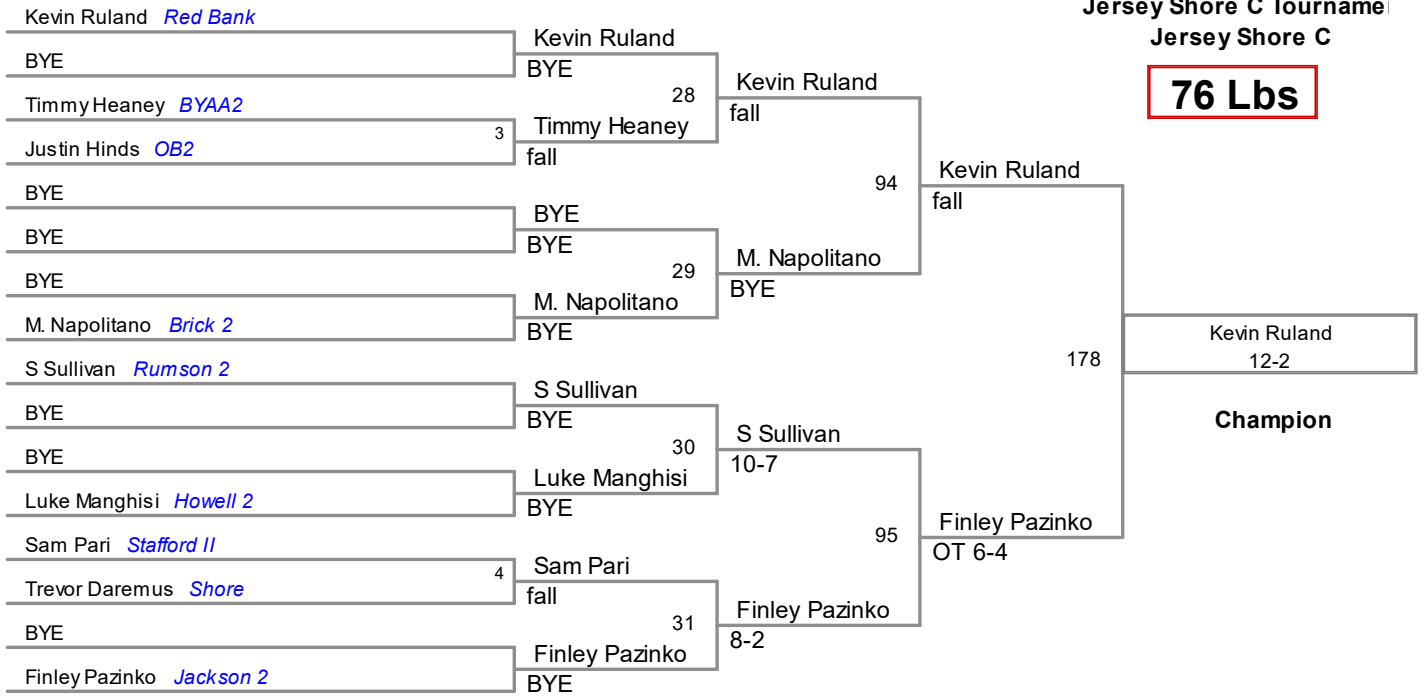 Jersey Shore C Tourname
Jersey Shore C
76 Lbs
Kevin Ruland Red Bank
BYE
Timmy Heaney BYAA2
3
Justin Hinds OB2
BYE
BYE
BYE
M. Napolitano Brick 2
S Sullivan Rumson 2
BYE
BYE
Luke Manghisi Howell 2
Sam Pari Stafford II
4
Trevor Daremus Shore
BYE
Finley Pazinko Jackson 2
Kevin Ruland
BYE
28
Timmy Heaney
fall
BYE
BYE
29
M. Napolitano
BYE
S Sullivan
BYE
30
Luke Manghisi
BYE
Sam Pari
fall
31
Finley Pazinko
BYE
Kevin Ruland
fall
94
M. Napolitano
BYE
S Sullivan
10-7
95
Finley Pazinko
8-2
Kevin Ruland
fall
178
Finley Pazinko
OT 6-4
Kevin Ruland
12-2
Champion